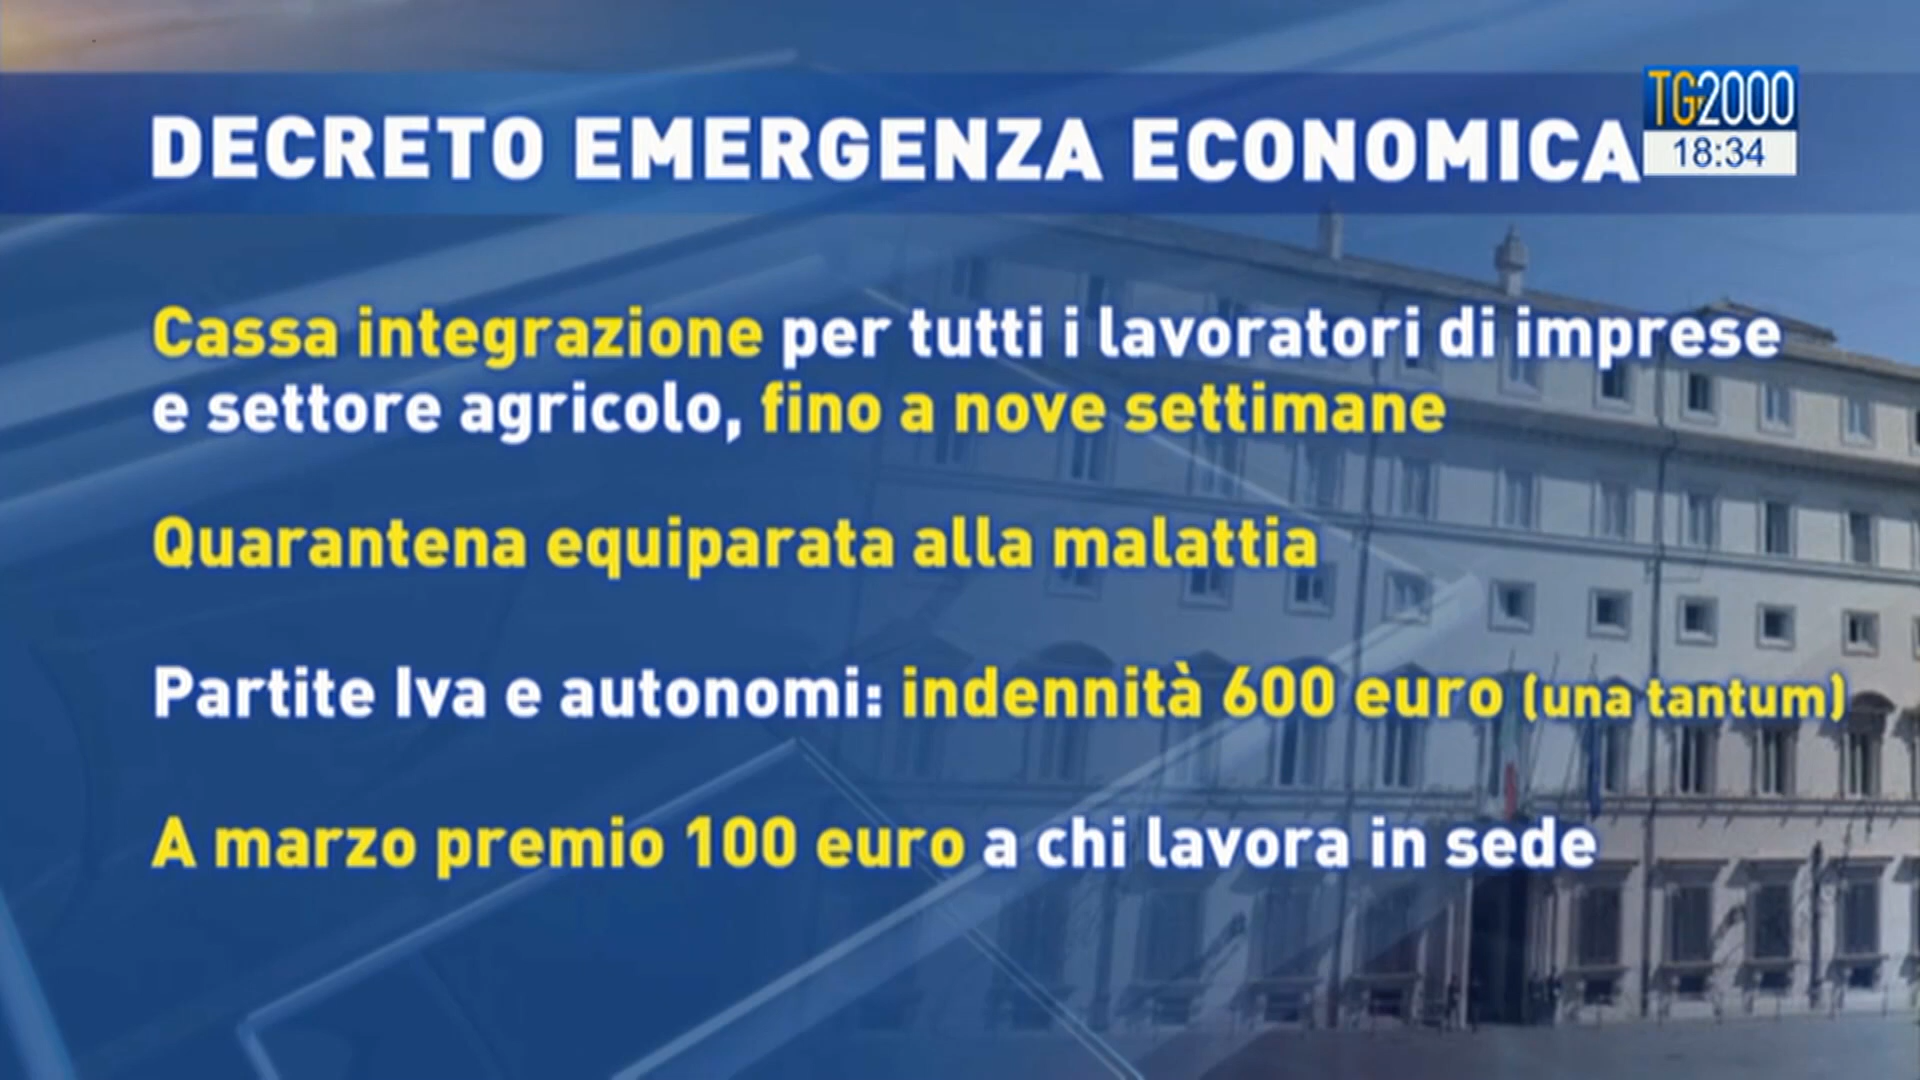 DECRETO EMERGENZA ECONOMICA
TG2000
18:34
Cassa integrazione per tutti i lavoratori di imprese
e settore agricolo, fino a nove settimane
Quarantena equiparata alla malattia
Partite Iva e autonomi: indennità 600 euro (una tantum)
A marzo premio 100 euro a chi lavora in sede